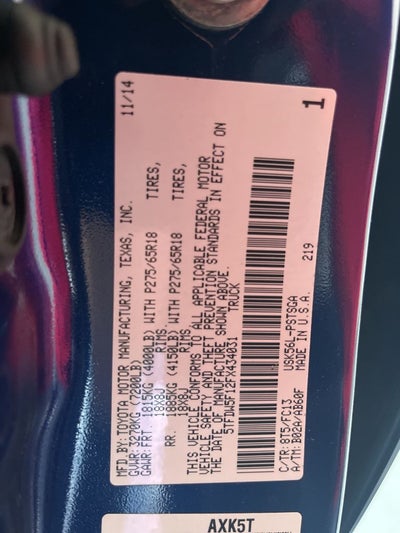 MFD BY: TOYOTA MOTOR MANUFACTURING, TEXAS, INC. 11/14
GVWR: 3270KG (7200LB)
GAWR: FRT. 1815KG (4000LB) WITH P275/65R18 TIRES,
18X8J RIMS.
RR. 1885KG (4150LB) WITH P275/65R18 TIRES,
18X8J RIMS.
THIS VEHICLE CONFORMS TO ALL APPLICABLE FEDERAL MOTOR
VEHICLE SAFETY AND THEFT PREVENTION STANDARDS IN EFFECT ON
THE DATE OF MANUFACTURE SHOWN ABOVE.
5TFDW5F12FX434031 TRUCK
219
C/TR: 8T5/FC13 USK56L-PSTSGA
A/TM: B02A/AB60F MADE IN U.S.A.
1
AXK5T